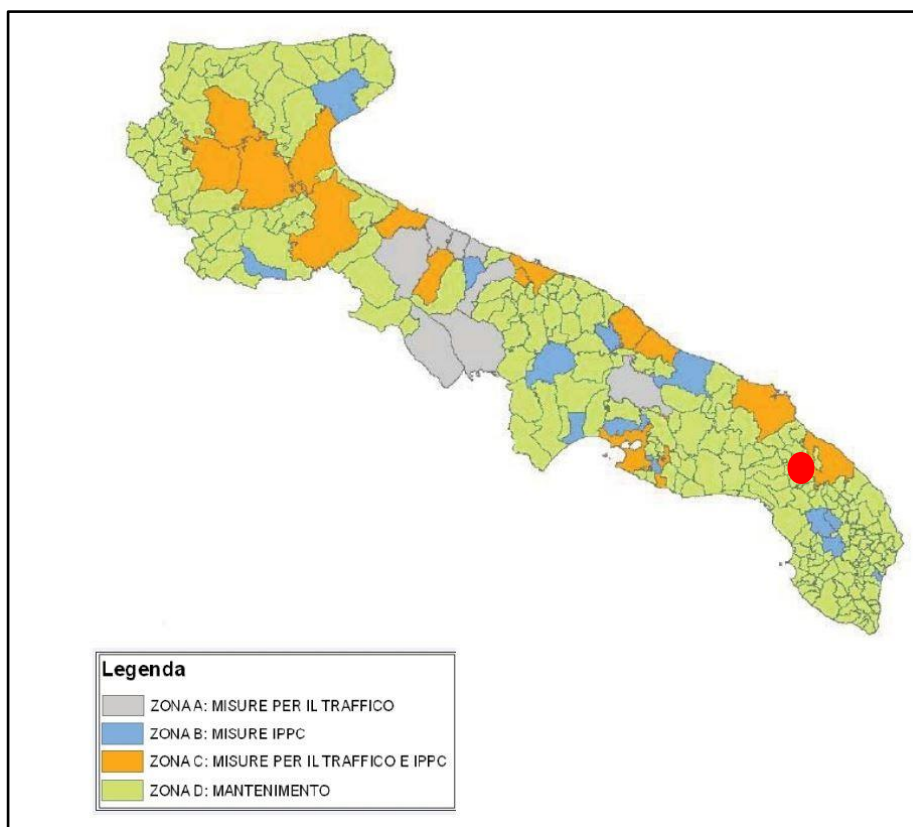 Legenda
ZONA A: MISURE PER IL TRAFFICO
ZONA B: MISURE IPPC
ZONA C: MISURE PER IL TRAFFICO E IPPC
ZONA D: MANTENIMENTO